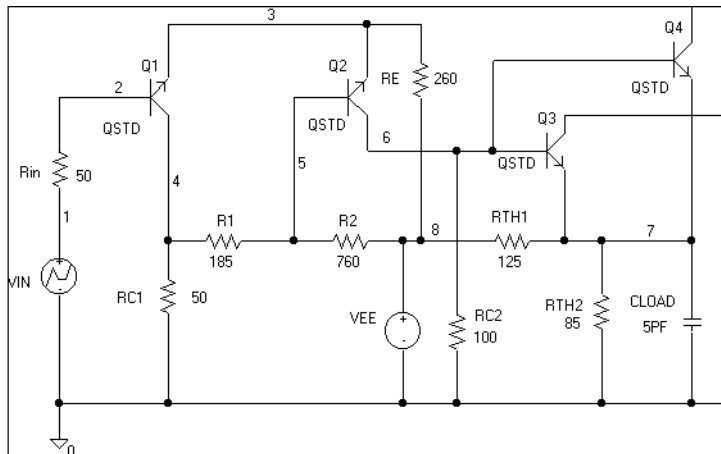 3
Q4
Q1
Q2
RE
260
2
QSTD
Q3
QSTD
QSTD
6
QSTD
Rin
50
4
5
1
R1
R2
8
RTH1
7
185
760
125
VIN
RC1
50
VEE
RC2
100
RTH2
85
CLOAD
5PF
0